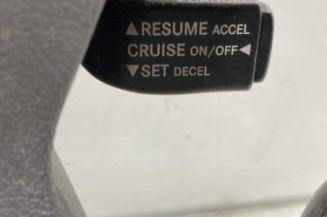 ▲RESUME ACCEL
CRUISE ON/OFF◄
▼SET DECEL